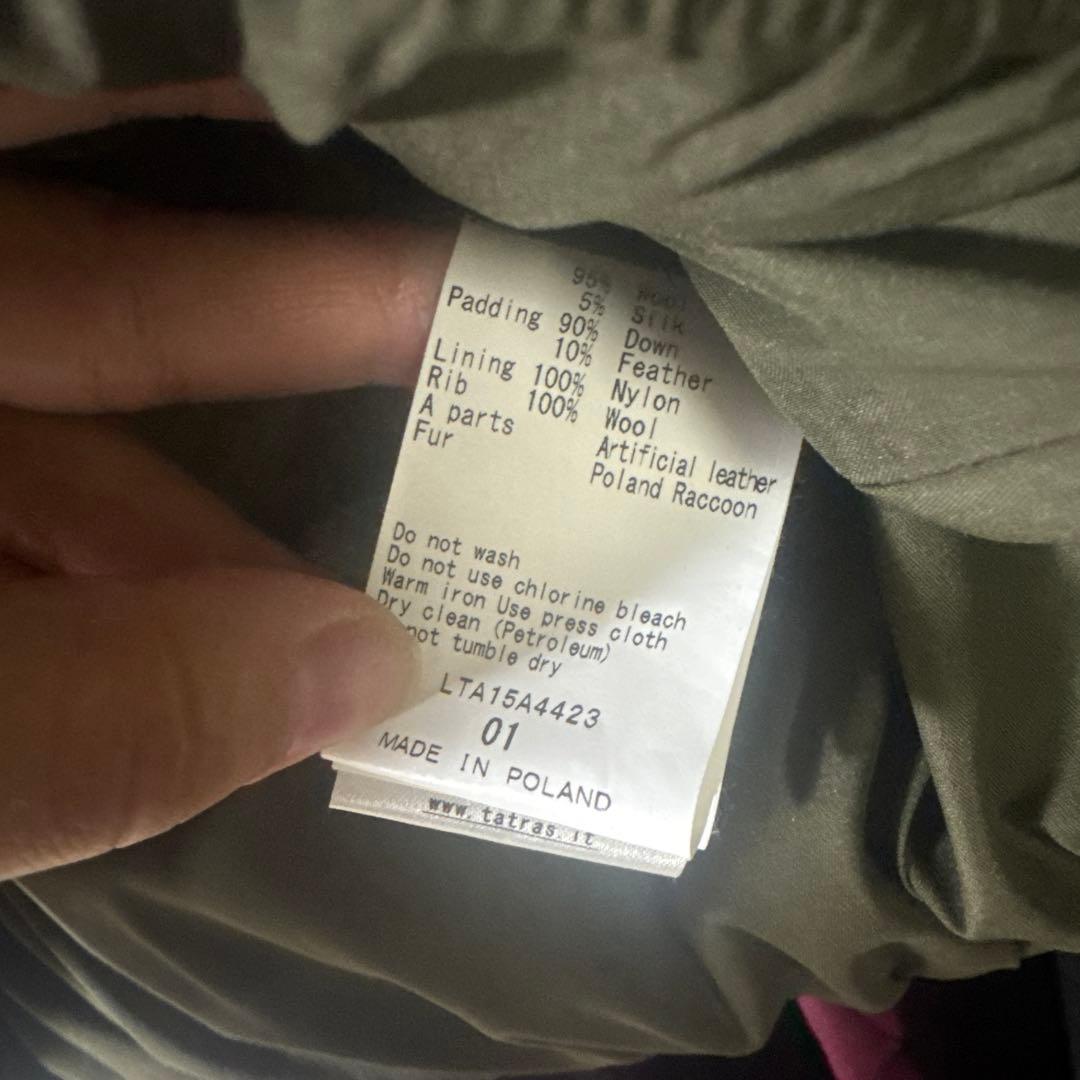 95% Wool
5% Silk
Padding 90% Down
10% Feather
Lining 100% Nylon
Rib 100% Wool
A parts Artificial leather
Fur Poland Raccoon
Do not wash
Do not use chlorine bleach
Warm iron Use press cloth
Dry clean (Petroleum)
not tumble dry
LTA15A4423
01
MADE IN POLAND
www.tatras.it